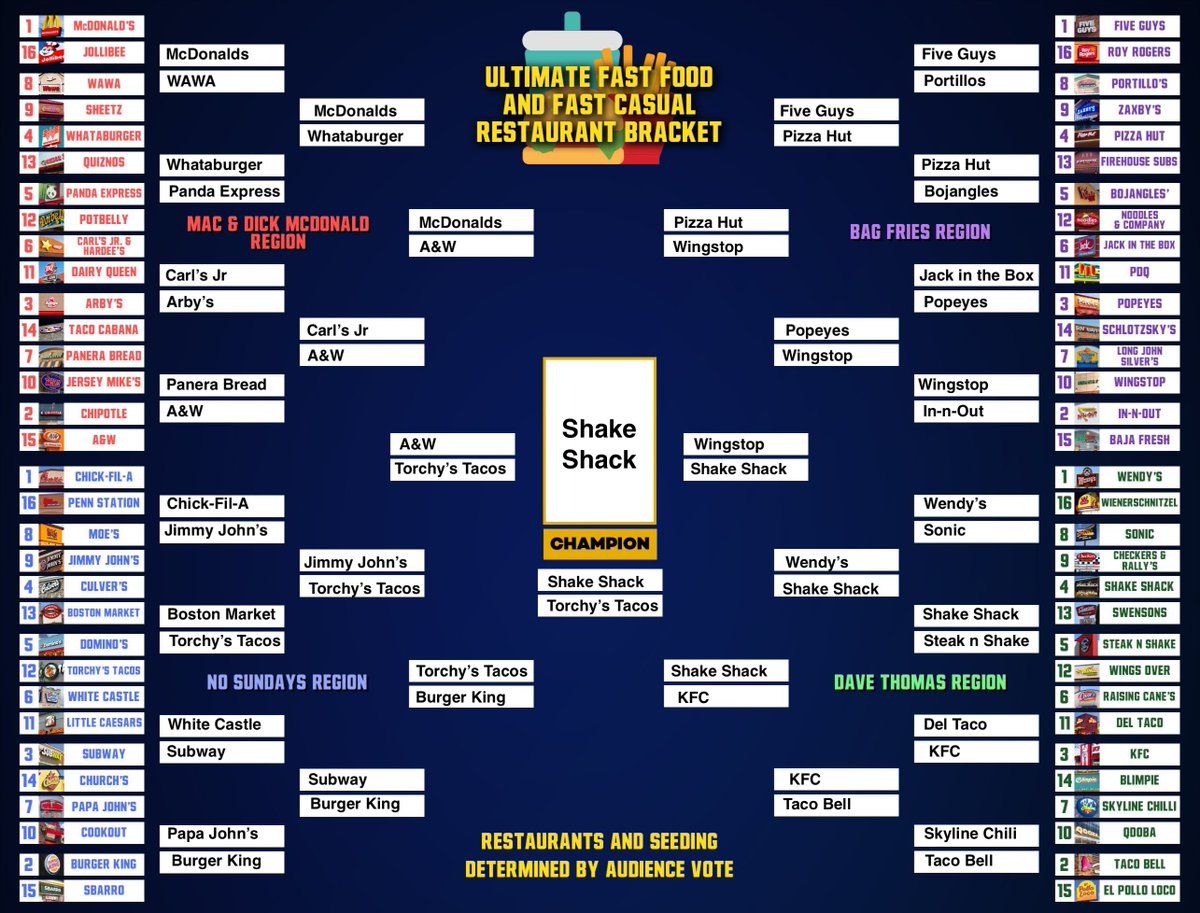 ULTIMATE FAST FOOD
AND FAST CASUAL
RESTAURANT BRACKET
1 McDONALD'S
16 JOLLIBEE
8 WAWA
9 SHEETZ
4 WHATABURGER
13 QUIZNOS
5 PANDA EXPRESS
12 POTBELLY
6 CARL'S JR. &
HARDEE'S
11 DAIRY QUEEN
3 ARBY'S
14 TACO CABANA
7 PANERA BREAD
10 JERSEY MIKE'S
2 CHIPOTLE
15 A&W
McDonalds
WAWA
Whataburger
Panda Express
Carl's Jr
Arby's
Panera Bread
A&W
McDonalds
Whataburger
Carl's Jr
A&W
MAC & DICK MCDONALD
REGION
McDonalds
A&W
1 CHICK-FIL-A
16 PENN STATION
8 MOE'S
9 JIMMY JOHN'S
4 CULVER'S
13 BOSTON MARKET
5 DOMINO'S
12 TORCHY'S TACOS
6 WHITE CASTLE
11 LITTLE CAESARS
3 SUBWAY
14 CHURCH'S
7 PAPA JOHN'S
10 COOKOUT
2 BURGER KING
15 SBARRO
Chick-Fil-A
Jimmy John's
Boston Market
Torchy's Tacos
White Castle
Subway
Papa John's
Burger King
Jimmy John's
Torchy's Tacos
Subway
Burger King
NO SUNDAYS REGION
Torchy's Tacos
Burger King
A&W
Torchy's Tacos
Shake
Shack
CHAMPION
Shake Shack
Torchy's Tacos
Wingstop
Shake Shack
1 FIVE GUYS
16 ROY ROGERS
8 PORTILLO'S
9 ZAXBY'S
4 PIZZA HUT
13 FIREHOUSE SUBS
5 BOJANGLES'
12 NOODLES
& COMPANY
6 JACK IN THE BOX
11 PDQ
3 POPEYES
14 SCHLOTZSKY'S
7 LONG JOHN
SILVER'S
10 WINGSTOP
2 IN-N-OUT
15 BAJA FRESH
Five Guys
Portillos
Pizza Hut
Bojangles
Jack in the Box
Popeyes
Wingstop
In-n-Out
Five Guys
Pizza Hut
Popeyes
Wingstop
BAG FRIES REGION
Pizza Hut
Wingstop
1 WENDY'S
16 WIENERSCHNITZEL
8 SONIC
9 CHECKERS &
RALLY'S
4 SHAKE SHACK
13 SWENSONS
5 STEAK N SHAKE
12 WINGS OVER
6 RAISING CANE'S
11 DEL TACO
3 KFC
14 BLIMPIE
7 SKYLINE CHILLI
10 QDOBA
2 TACO BELL
15 EL POLLO LOCO
Wendy's
Sonic
Shake Shack
Steak n Shake
Del Taco
KFC
Skyline Chili
Taco Bell
Wendy's
Shake Shack
KFC
Taco Bell
DAVE THOMAS REGION
Shake Shack
KFC
RESTAURANTS AND SEEDING
DETERMINED BY AUDIENCE VOTE